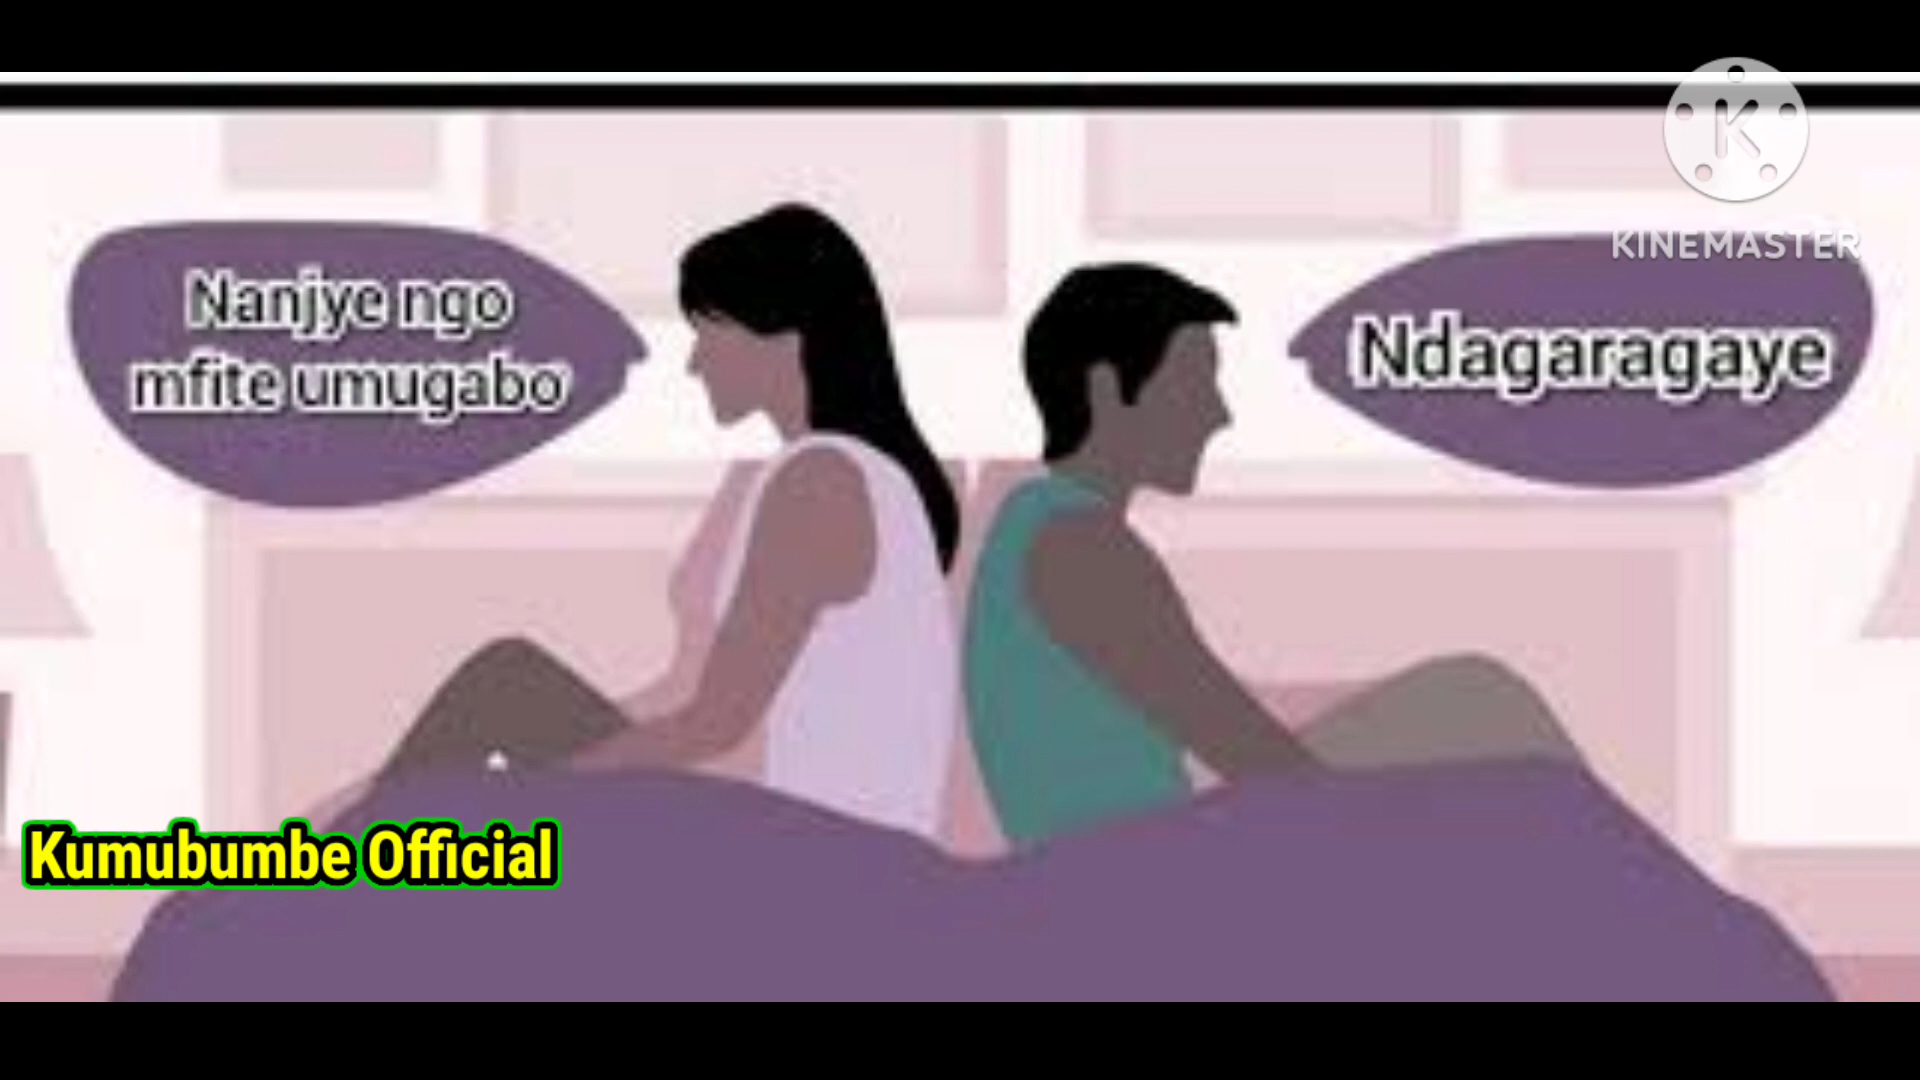 Nanjye ngo
mfite umugabo
Ndagaragaye
KINEMASTER
Kumubumbe Official